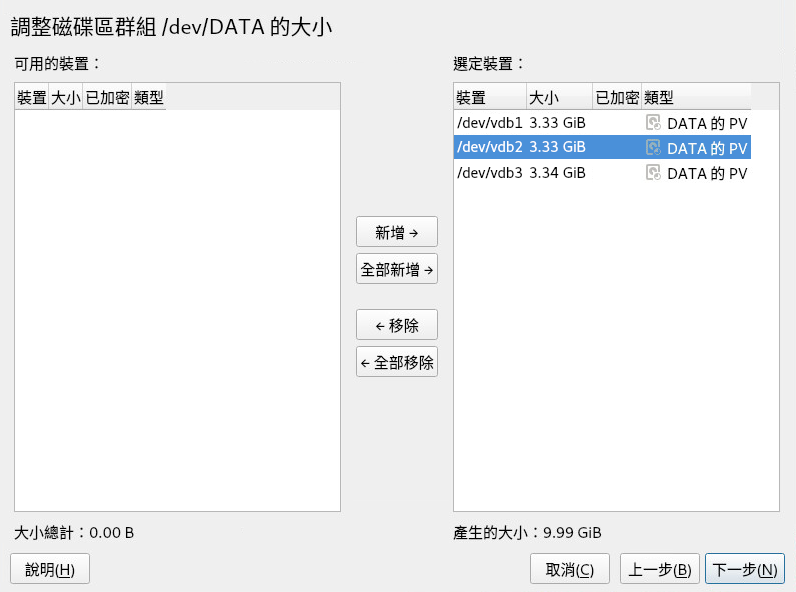 調整磁碟區群組 /dev/DATA 的大小
可用的裝置：
裝置 大小 已加密 類型
大小總計：0.00 B
新增 →
全部新增 →
← 移除
← 全部移除
選定裝置：
裝置 大小 已加密 類型
/dev/vdb1 3.33 GiB DATA 的 PV
/dev/vdb2 3.33 GiB DATA 的 PV
/dev/vdb3 3.34 GiB DATA 的 PV
產生的大小：9.99 GiB
說明(H) 取消(C) 上一步(B) 下一步(N)